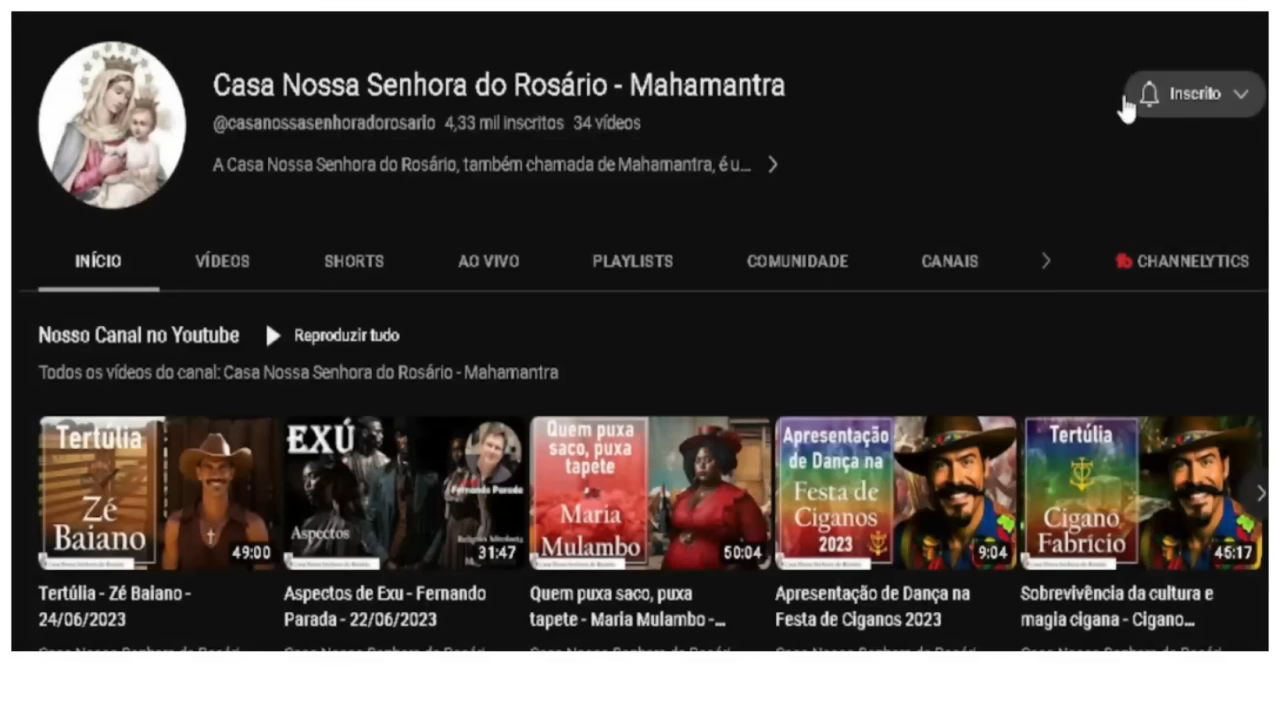 Casa Nossa Senhora do Rosário - Mahamantra
@casanossasenhoradorosario 4,33 mil inscritos 34 vídeos
Inscrito
A Casa Nossa Senhora do Rosário, também chamada de Mahamantra, é u...
INÍCIO VÍDEOS SHORTS AO VIVO PLAYLISTS COMUNIDADE CANAIS CHANNELYTICS
Nosso Canal no Youtube Reproduzir tudo
Todos os vídeos do canal: Casa Nossa Senhora do Rosário - Mahamantra
Tertúlia
Zé
Baiano
49:00
EXÚ
Fernando Parada
Aspectos
31:47
Quem puxa
saco, puxa
tapete
Maria
Mulambo
50:04
Apresentação
de Dança na
Festa de
Ciganos
2023
9:04
Tertúlia
Cigano
Fabrício
45:17
Tertúlia - Zé Baiano -
24/06/2023
Aspectos de Exu - Fernando
Parada - 22/06/2023
Quem puxa saco, puxa
tapete - Maria Mulambo -...
Apresentação de Dança na
Festa de Ciganos 2023
Sobrevivência da cultura e
magia cigana - Cigano...